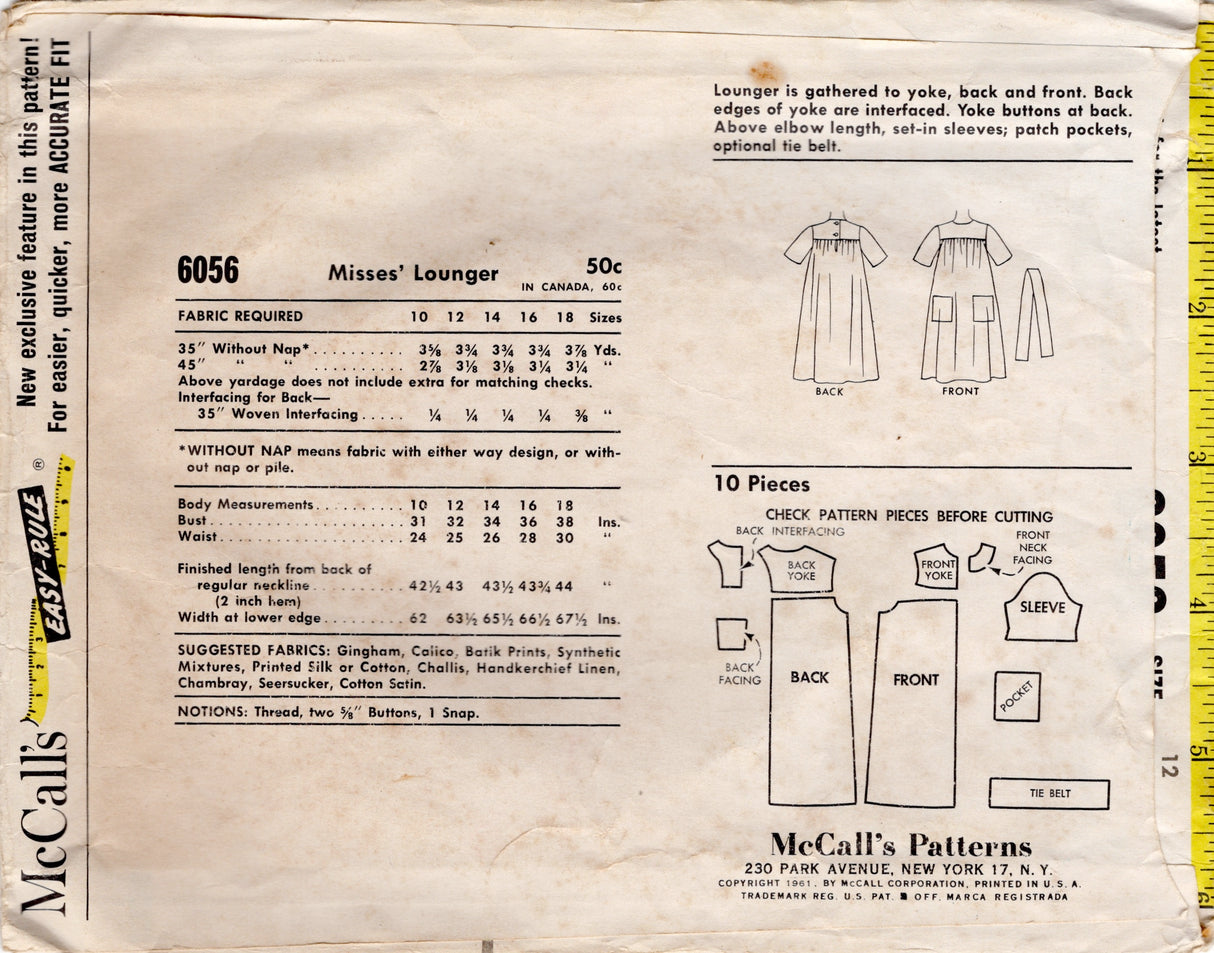 New exclusive feature in this pattern!
For easier, quicker, more ACCURATE FIT
EASY-RULE ®
1 2 3
McCall's
6056 Misses' Lounger 50c
IN CANADA, 60c
FABRIC REQUIRED 10 12 14 16 18 Sizes
35″ Without Nap* .......... 3⅝ 3¾ 3¾ 3¾ 3⅞ Yds.
45″ “ “ .......... 2⅞ 3⅛ 3⅛ 3¼ 3¼ “
Above yardage does not include extra for matching checks.
Interfacing for Back—
35″ Woven Interfacing ..... ¼ ¼ ¼ ¼ ⅜ “
*WITHOUT NAP means fabric with either way design, or with-
out nap or pile.
Body Measurements .......... 10 12 14 16 18
Bust ...................... 31 32 34 36 38 Ins.
Waist ..................... 24 25 26 28 30 “
Finished length from back of
regular neckline .......... 42½ 43 43½ 43¾ 44 “
(2 inch hem)
Width at lower edge ......... 62 63½ 65½ 66½ 67½ Ins.
SUGGESTED FABRICS: Gingham, Calico, Batik Prints, Synthetic
Mixtures, Printed Silk or Cotton, Challis, Handkerchief Linen,
Chambray, Seersucker, Cotton Satin.
NOTIONS: Thread, two ⅝″ Buttons, 1 Snap.
Lounger is gathered to yoke, back and front. Back
edges of yoke are interfaced. Yoke buttons at back.
Above elbow length, set-in sleeves; patch pockets,
optional tie belt.
BACK FRONT
10 Pieces
CHECK PATTERN PIECES BEFORE CUTTING
BACK INTERFACING
BACK
YOKE
FRONT
YOKE
FRONT
NECK
FACING
SLEEVE
BACK
FACING
BACK
FRONT
POCKET
TIE BELT
McCall's Patterns
230 PARK AVENUE, NEW YORK 17, N. Y.
COPYRIGHT 1961, BY McCALL CORPORATION, PRINTED IN U. S. A.
TRADEMARK REG. U.S. PAT. ■ OFF. MARCA REGISTRADA
SIZE
12
1
2
3
4
5
6